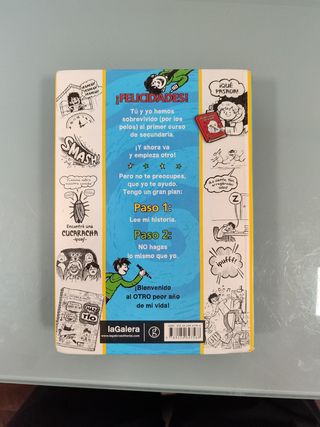 ¡FELICIDADES!
Tú y yo hemos
sobrevivido (por los
pelos) al primer curso
de secundaria.
¡Y ahora va
y empieza otro!
Pero no te preocupes,
que yo te ayudo.
Tengo un gran plan:
Paso 1:
Lee mi historia.
Paso 2:
NO hagas
lo mismo que yo.
¡Bienvenido
al OTRO peor año
de mi vida!
laGalera
¡QUÉ
PASADA!
SMASH!
Encontré una
CUCARACHA
Z